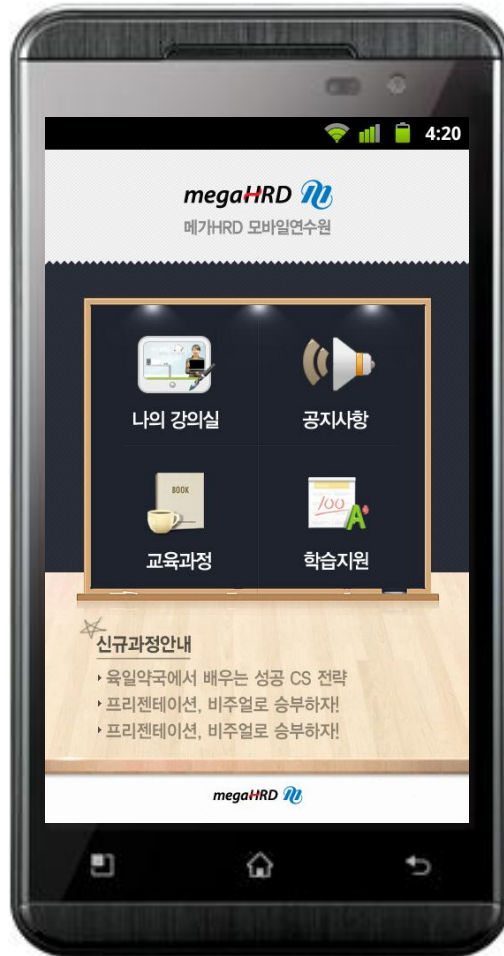 4:20
megaHRD
메가HRD 모바일연수원
나의 강의실
공지사항
BOOK
100
A+
교육과정
학습지원
신규과정안내
육일약국에서 배우는 성공 CS 전략
프리젠테이션, 비주얼로 승부하자!
프리젠테이션, 비주얼로 승부하자!
megaHRD